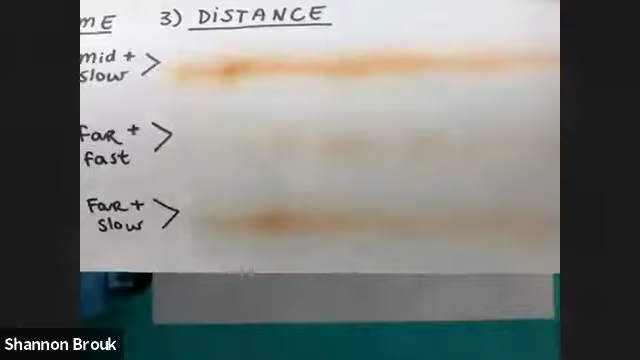 ME 3) DISTANCE
mid +
slow >
FAR +
fast >
FAR +
slow >
Shannon Brouk